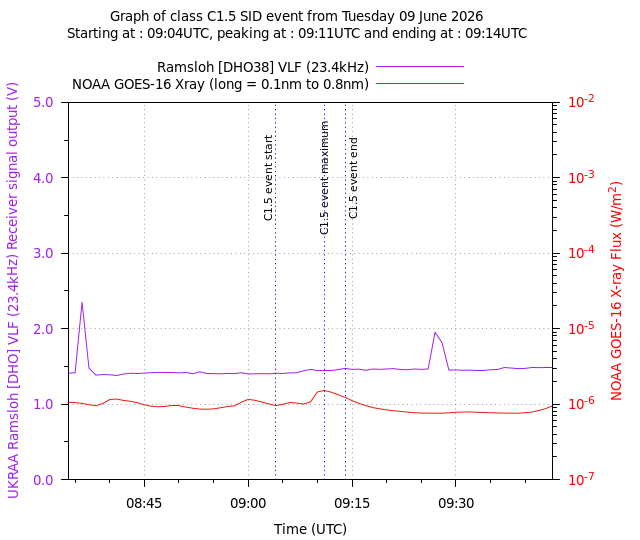 Graph of class C1.5 SID event from Tuesday 09 June 2026
Starting at : 09:04UTC, peaking at : 09:11UTC and ending at : 09:14UTC
Ramsloh [DHO38] VLF (23.4kHz)
NOAA GOES-16 Xray (long = 0.1nm to 0.8nm)
UKRAA Ramsloh [DHO] VLF (23.4kHz) Receiver signal output (V)
5.0
4.0
3.0
2.0
1.0
0.0
C1.5 event start
C1.5 event maximum
C1.5 event end
10^-2
10^-3
10^-4
10^-5
10^-6
10^-7
NOAA GOES-16 X-ray Flux (W/m²)
08:45 09:00 09:15 09:30
Time (UTC)